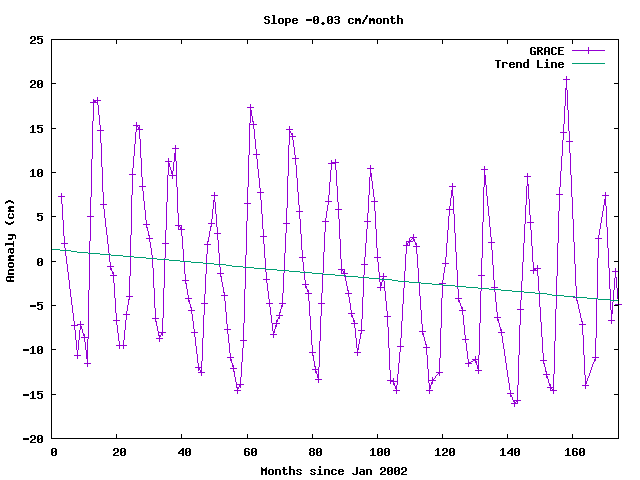 Slope -0.03 cm/month
GRACE
Trend Line
25
20
15
10
5
0
-5
-10
-15
-20
Anomaly (cm)
0 20 40 60 80 100 120 140 160
Months since Jan 2002